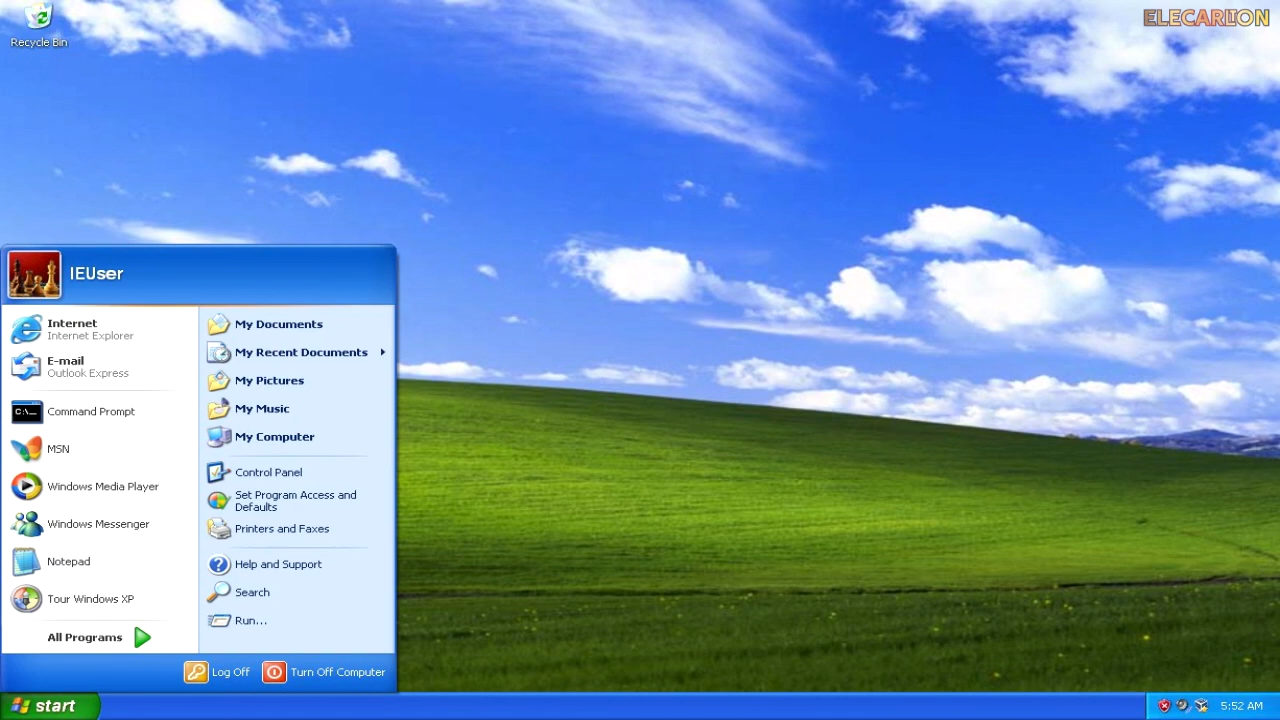 ELECARTION
Recycle Bin
IEUser
Internet
Internet Explorer
E-mail
Outlook Express
Command Prompt
MSN
Windows Media Player
Windows Messenger
Notepad
Tour Windows XP
All Programs
My Documents
My Recent Documents
My Pictures
My Music
My Computer
Control Panel
Set Program Access and
Defaults
Printers and Faxes
Help and Support
Search
Run...
Log Off
Turn Off Computer
start
5:52 AM